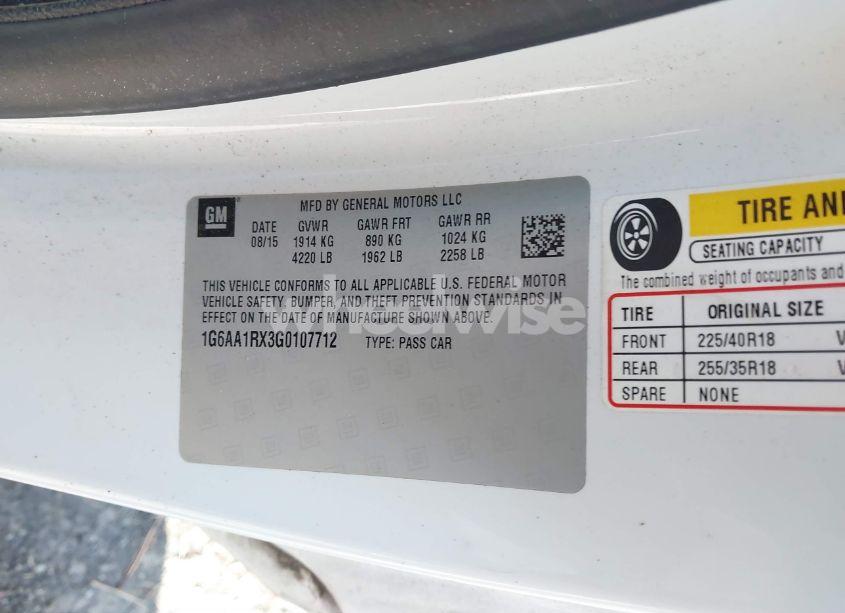 GM
MFD BY GENERAL MOTORS LLC
DATE GVWR GAWR FRT GAWR RR
08/15 1914 KG 890 KG 1024 KG
4220 LB 1962 LB 2258 LB
THIS VEHICLE CONFORMS TO ALL APPLICABLE U.S. FEDERAL MOTOR
VEHICLE SAFETY, BUMPER, AND THEFT PREVENTION STANDARDS IN
EFFECT ON THE DATE OF MANUFACTURE SHOWN ABOVE.
1G6AA1RX3G0107712 TYPE: PASS CAR
wheelwise
TIRE AN
SEATING CAPACITY
The combined weight of occupants and
TIRE ORIGINAL SIZE
FRONT 225/40R18 V
REAR 255/35R18 V
SPARE NONE